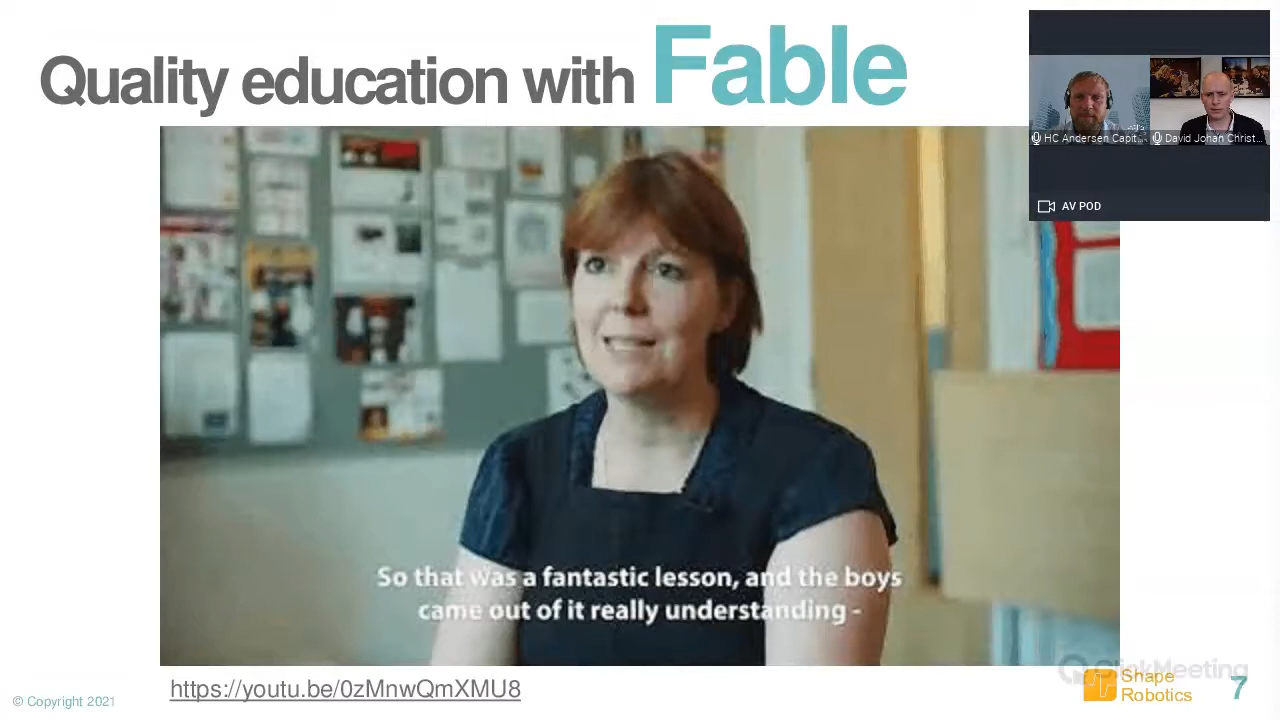 Quality education with Fable
HC Andersen Capit...
David Johan Christ...
AV POD
So that was a fantastic lesson, and the boys
came out of it really understanding -
https://youtu.be/0zMnwQmXMU8
ClickMeeting
Shape
Robotics
© Copyright 2021
7